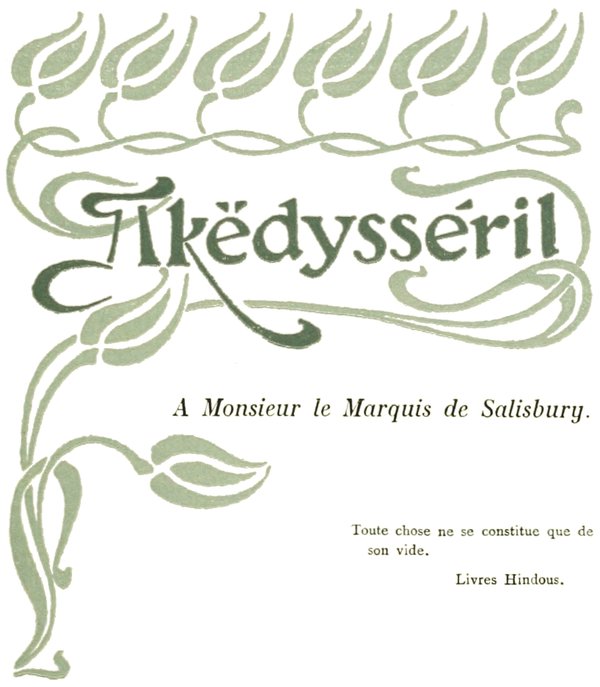 Akëdysséril
A Monsieur le Marquis de Salisbury.
Toute chose ne se constitue que de
son vide.
Livres Hindous.